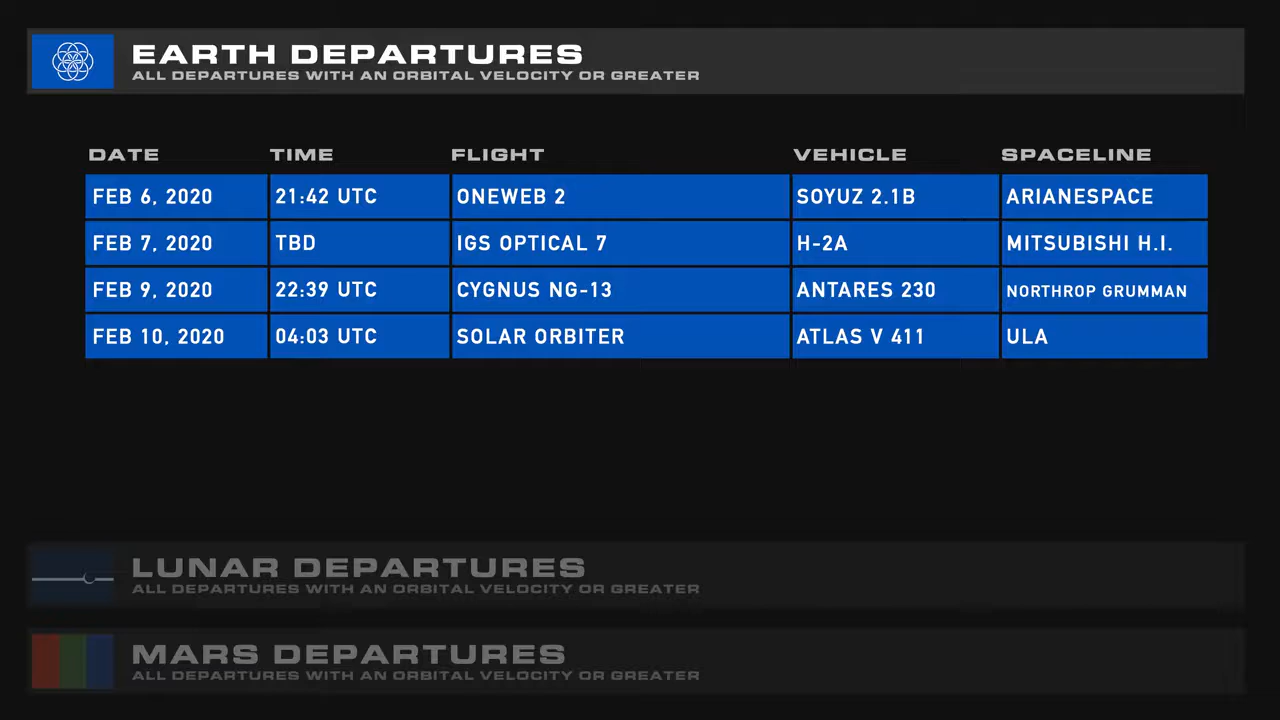 EARTH DEPARTURES
ALL DEPARTURES WITH AN ORBITAL VELOCITY OR GREATER
DATE TIME FLIGHT VEHICLE SPACELINE
FEB 6, 2020 21:42 UTC ONEWEB 2 SOYUZ 2.1B ARIANESPACE
FEB 7, 2020 TBD IGS OPTICAL 7 H-2A MITSUBISHI H.I.
FEB 9, 2020 22:39 UTC CYGNUS NG-13 ANTARES 230 NORTHROP GRUMMAN
FEB 10, 2020 04:03 UTC SOLAR ORBITER ATLAS V 411 ULA
LUNAR DEPARTURES
ALL DEPARTURES WITH AN ORBITAL VELOCITY OR GREATER
MARS DEPARTURES
ALL DEPARTURES WITH AN ORBITAL VELOCITY OR GREATER